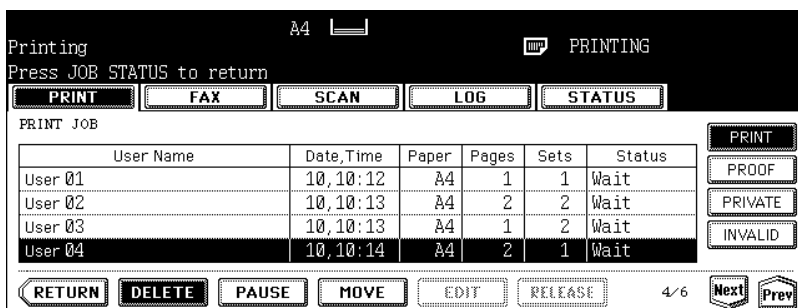 A4
Printing PRINTING
Press JOB STATUS to return
PRINT FAX SCAN LOG STATUS
PRINT JOB
PRINT
User Name Date,Time Paper Pages Sets Status
PROOF
User 01 10,10:12 A4 1 1 Wait
User 02 10,10:13 A4 2 2 Wait
PRIVATE
User 03 10,10:13 A4 1 2 Wait
INVALID
User 04 10,10:14 A4 2 1 Wait
RETURN DELETE PAUSE MOVE EDIT RELEASE 4/6 Next Prev